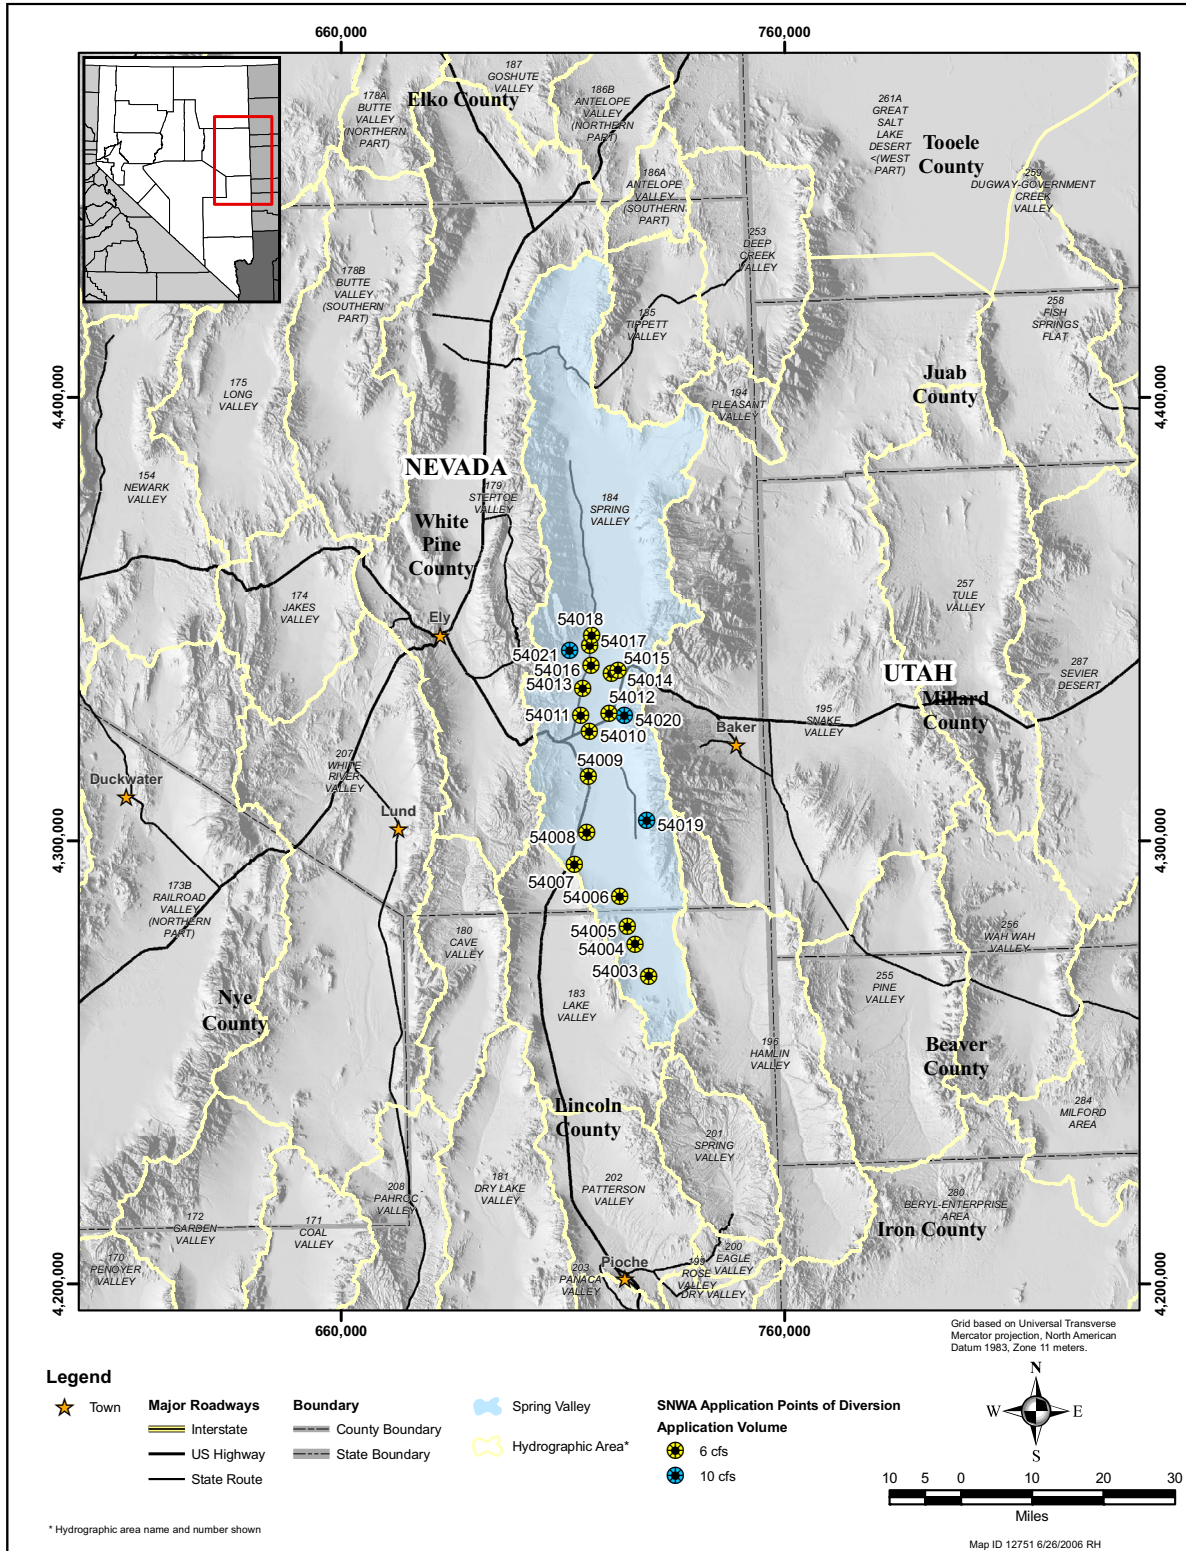 660,000
760,000
187
GOSHUTE
VALLEY
Elko County
178A
BUTTE
VALLEY
(NORTHERN
PART)
186B
ANTELOPE
VALLEY
(NORTHERN
PART)
261A
GREAT
SALT
LAKE
DESERT
<(WEST
PART)
Tooele
County
186A
ANTELOPE
VALLEY
(SOUTHERN
PART)
259
DUGWAY-GOVERNMENT
CREEK
VALLEY
253
DEEP
CREEK
VALLEY
178B
BUTTE
VALLEY
(SOUTHERN
PART)
185
TIPPETT
VALLEY
258
FISH
SPRINGS
FLAT
175
LONG
VALLEY
Juab
County
194
PLEASANT
VALLEY
4,400,000
4,400,000
NEVADA
154
NEWARK
VALLEY
179
STEPTOE
VALLEY
184
SPRING
VALLEY
White
Pine
County
257
TULE
VALLEY
174
JAKES
VALLEY
Ely
54018
54017
54021
54015
54016
54014
54013
54012
54011
54020
54010
54009
54019
54008
54007
54006
54005
54004
54003
UTAH
287
SEVIER
DESERT
Millard
County
195
SNAKE
VALLEY
Baker
207
WHITE
RIVER
VALLEY
Duckwater
Lund
4,300,000
4,300,000
173B
RAILROAD
VALLEY
(NORTHERN
PART)
180
CAVE
VALLEY
256
WAH WAH
VALLEY
255
PINE
VALLEY
Nye
County
183
LAKE
VALLEY
196
HAMLIN
VALLEY
Beaver
County
284
MILFORD
AREA
Lincoln
County
201
SPRING
VALLEY
208
PAHROC
VALLEY
181
DRY LAKE
VALLEY
202
PATTERSON
VALLEY
280
BERYL-ENTERPRISE
AREA
Iron County
172
GARDEN
VALLEY
171
COAL
VALLEY
170
PENOYER
VALLEY
203
PANACA
VALLEY
Pioche
199
ROSE
VALLEY
200
EAGLE
VALLEY
DRY VALLEY
4,200,000
4,200,000
660,000
760,000
Grid based on Universal Transverse
Mercator projection, North American
Datum 1983, Zone 11 meters.
Legend
Town
Major Roadways
Interstate
US Highway
State Route
Boundary
County Boundary
State Boundary
Spring Valley
Hydrographic Area*
SNWA Application Points of Diversion
Application Volume
6 cfs
10 cfs
N
W
E
S
10 5 0 10 20 30
Miles
* Hydrographic area name and number shown
Map ID 12751 6/26/2006 RH